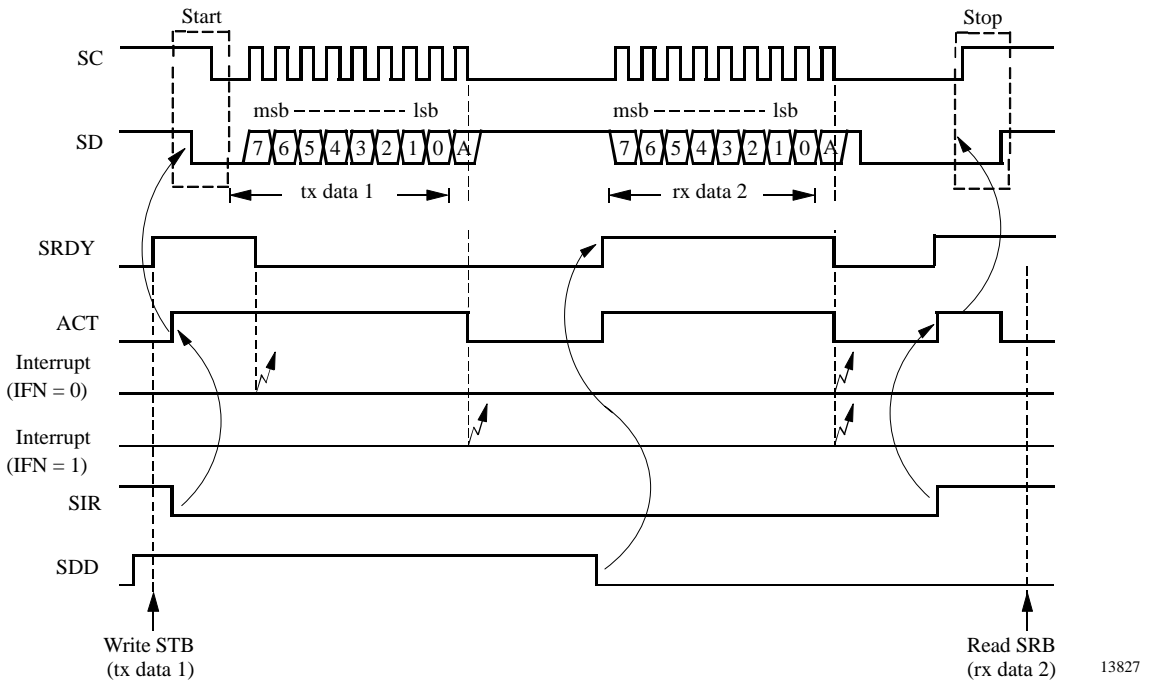 Start
Stop
SC
msb lsb
msb lsb
SD
7 6 5 4 3 2 1 0 A
7 6 5 4 3 2 1 0 A
tx data 1
rx data 2
SRDY
ACT
Interrupt
(IFN = 0)
Interrupt
(IFN = 1)
SIR
SDD
Write STB
(tx data 1)
Read SRB
(rx data 2)
13827